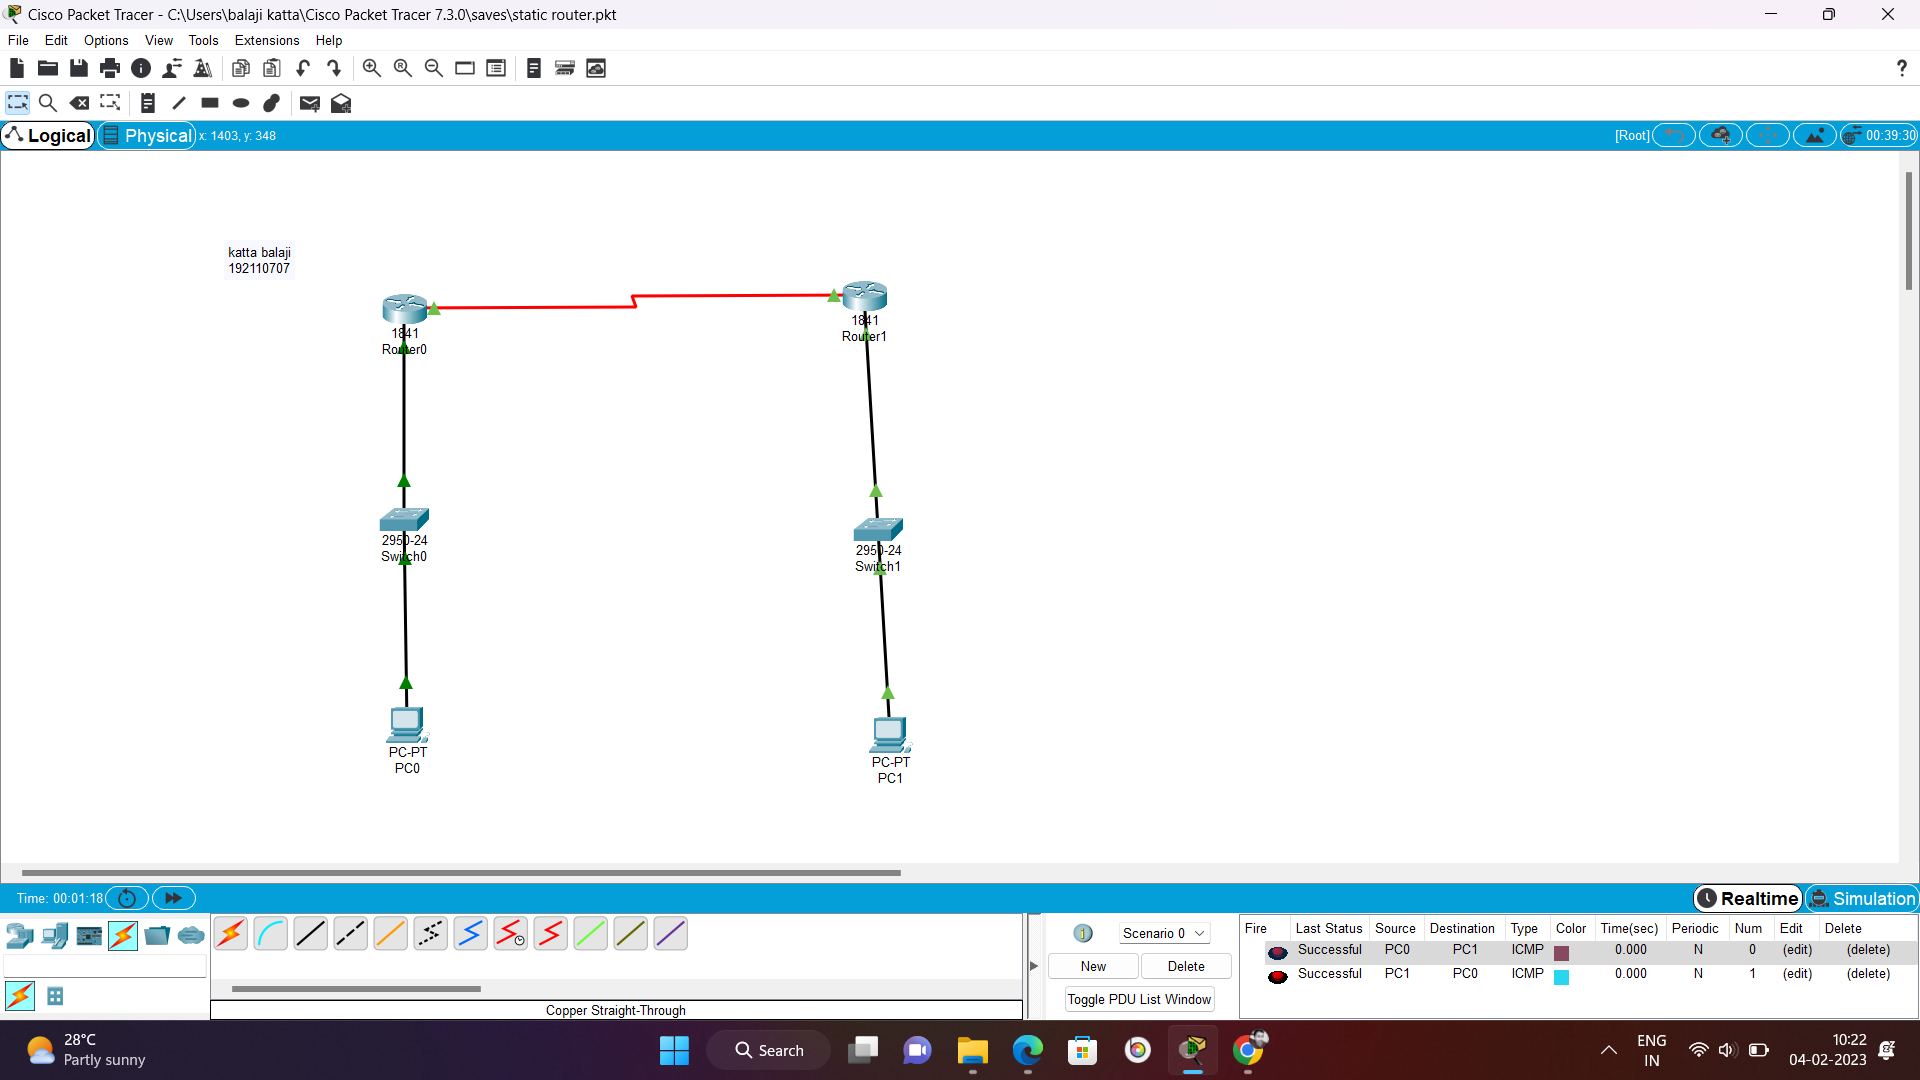 Cisco Packet Tracer - C:\Users\balaji katta\Cisco Packet Tracer 7.3.0\saves\static router.pkt
File Edit Options View Tools Extensions Help
?
Logical Physical x: 1403, y: 348 [Root] 00:39:30
katta balaji
192110707
1841
Router0
1841
Router1
2950-24
Switch0
2950-24
Switch1
PC-PT
PC0
PC-PT
PC1
Time: 00:01:18 Realtime Simulation
Scenario 0
New Delete
Toggle PDU List Window
Fire Last Status Source Destination Type Color Time(sec) Periodic Num Edit Delete
Successful PC0 PC1 ICMP 0.000 N 0 (edit) (delete)
Successful PC1 PC0 ICMP 0.000 N 1 (edit) (delete)
Copper Straight-Through
28°C
Partly sunny
Search
ENG
IN
10:22
04-02-2023